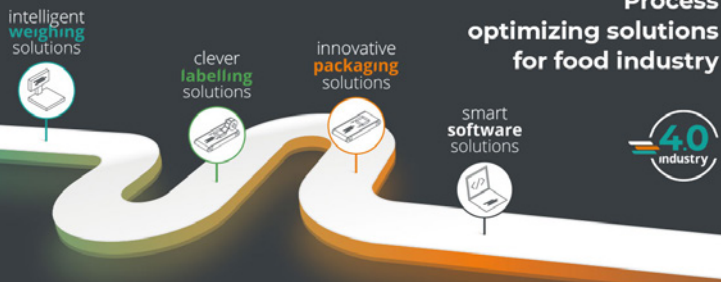 intelligent
weighing
solutions
clever
labelling
solutions
innovative
packaging
solutions
smart
software
solutions
Process
optimizing solutions
for food industry
4.0
industry